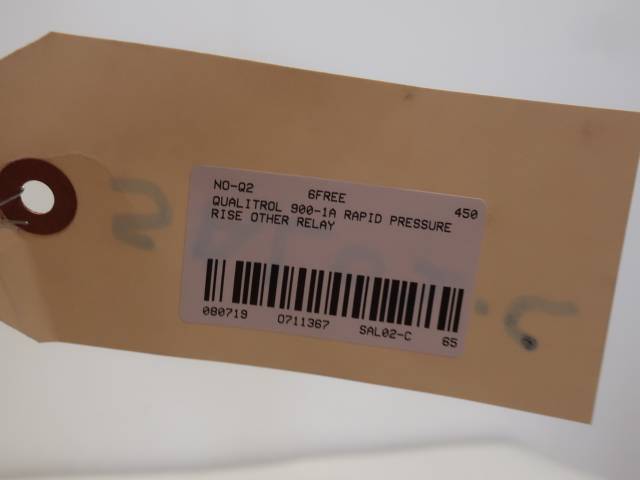 NO-Q2 6FREE 450
QUALITROL 900-1A RAPID PRESSURE
RISE OTHER RELAY
080719 0711367 SAL02-C 65